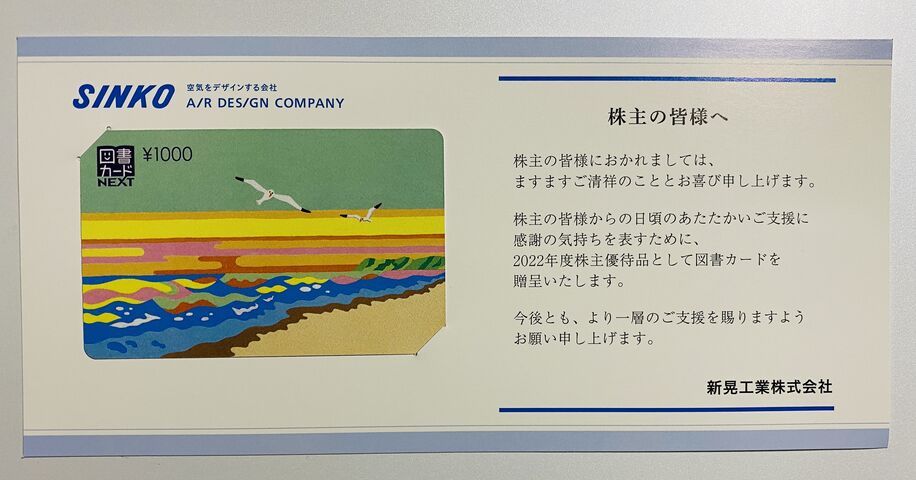 SINKO
空気をデザインする会社
A/R DES/GN COMPANY
図書
カード
NEXT
¥1000
株主の皆様へ
株主の皆様におかれましては、
ますますご清祥のこととお喜び申し上げます。
株主の皆様からの日頃のあたたかいご支援に
感謝の気持ちを表すために、
2022年度株主優待品として図書カードを
贈呈いたします。
今後とも、より一層のご支援を賜りますよう
お願い申し上げます。
新晃工業株式会社